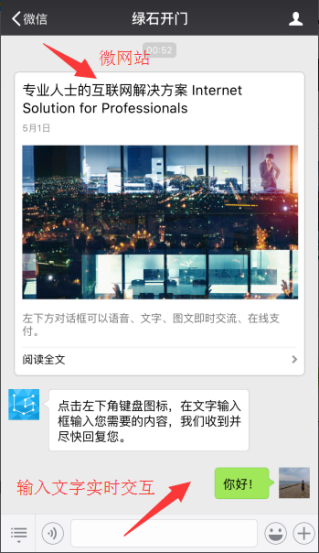 微信
绿石开门
00:52
微网站
专业人士的互联网解决方案 Internet
Solution for Professionals
5月1日
左下方对话框可以语音、文字、图文即时交流、在线支
付。
阅读全文
点击左下角键盘图标，在文字输入
框输入您需要的内容，我们收到并
尽快回复您。
输入文字实时交互
你好！